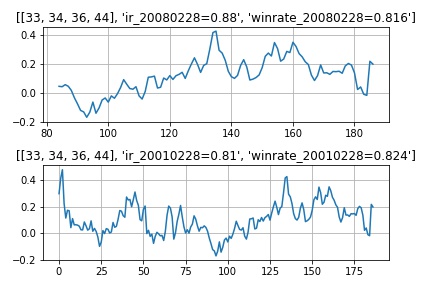 [[33, 34, 36, 44], 'ir_20080228=0.88', 'winrate_20080228=0.816']
0.4
0.2
0.0
−0.2
80 100 120 140 160 180
[[33, 34, 36, 44], 'ir_20010228=0.81', 'winrate_20010228=0.824']
0.4
0.2
0.0
−0.2
0 25 50 75 100 125 150 175